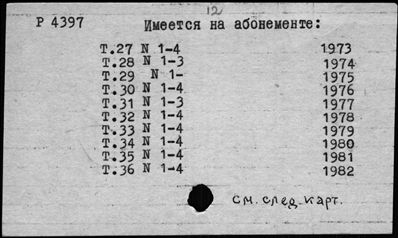 12
Р 4397 Имеется на абонементе:
Т.27 N 1-4 1973
Т.28 N 1-3 1974
Т.29 N 1- 1975
Т.30 N 1-4 1976
Т.31 N 1-3 1977
Т.32 N 1-4 1978
Т.33 N 1-4 1979
Т.34 N 1-4 1980
Т.35 N 1-4 1981
Т.36 N 1-4 1982
См. след. карт.